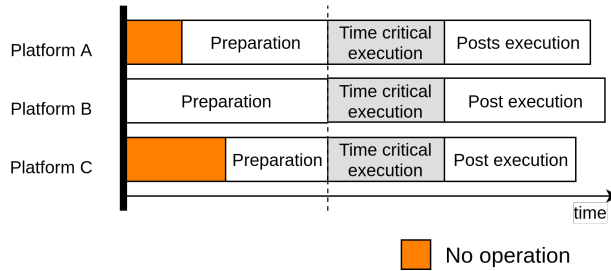 Platform A
Preparation
Time critical
execution
Posts execution
Platform B
Preparation
Time critical
execution
Post execution
Platform C
Preparation
Time critical
execution
Post execution
time
No operation